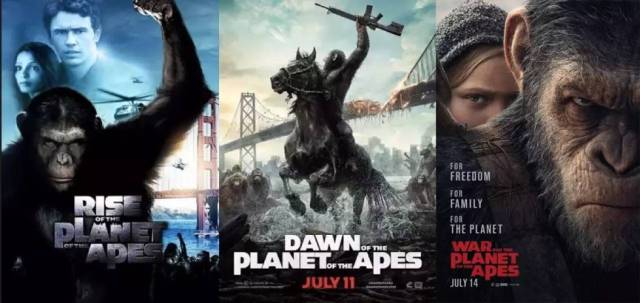 RISE
OF THE
PLANET
OF THE
APES
DAWN OF THE
PLANET OF THE APES
JULY 11
FOR
FREEDOM
FOR
FAMILY
FOR
THE PLANET
WAR FOR THE
PLANET
OF THE
APES
JULY 14